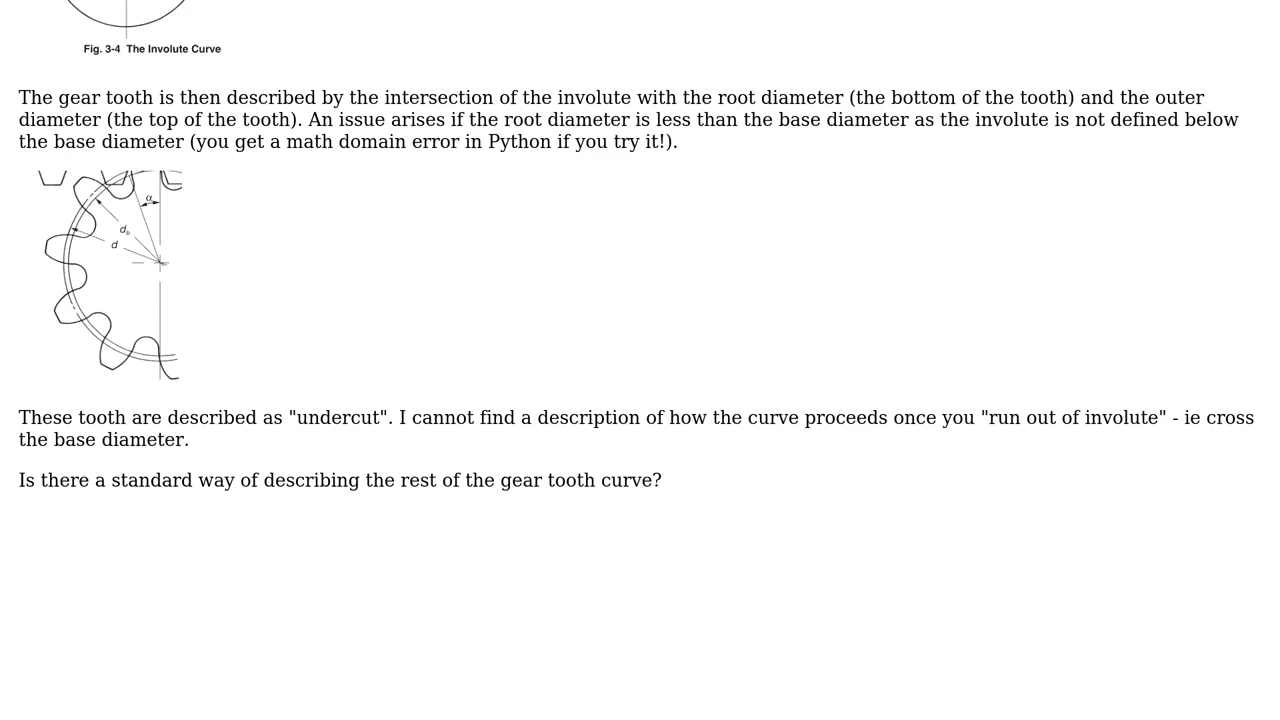 Fig. 3-4 The Involute Curve
The gear tooth is then described by the intersection of the involute with the root diameter (the bottom of the tooth) and the outer
diameter (the top of the tooth). An issue arises if the root diameter is less than the base diameter as the involute is not defined below
the base diameter (you get a math domain error in Python if you try it!).
α
d_b
d
These tooth are described as "undercut". I cannot find a description of how the curve proceeds once you "run out of involute" - ie cross
the base diameter.
Is there a standard way of describing the rest of the gear tooth curve?